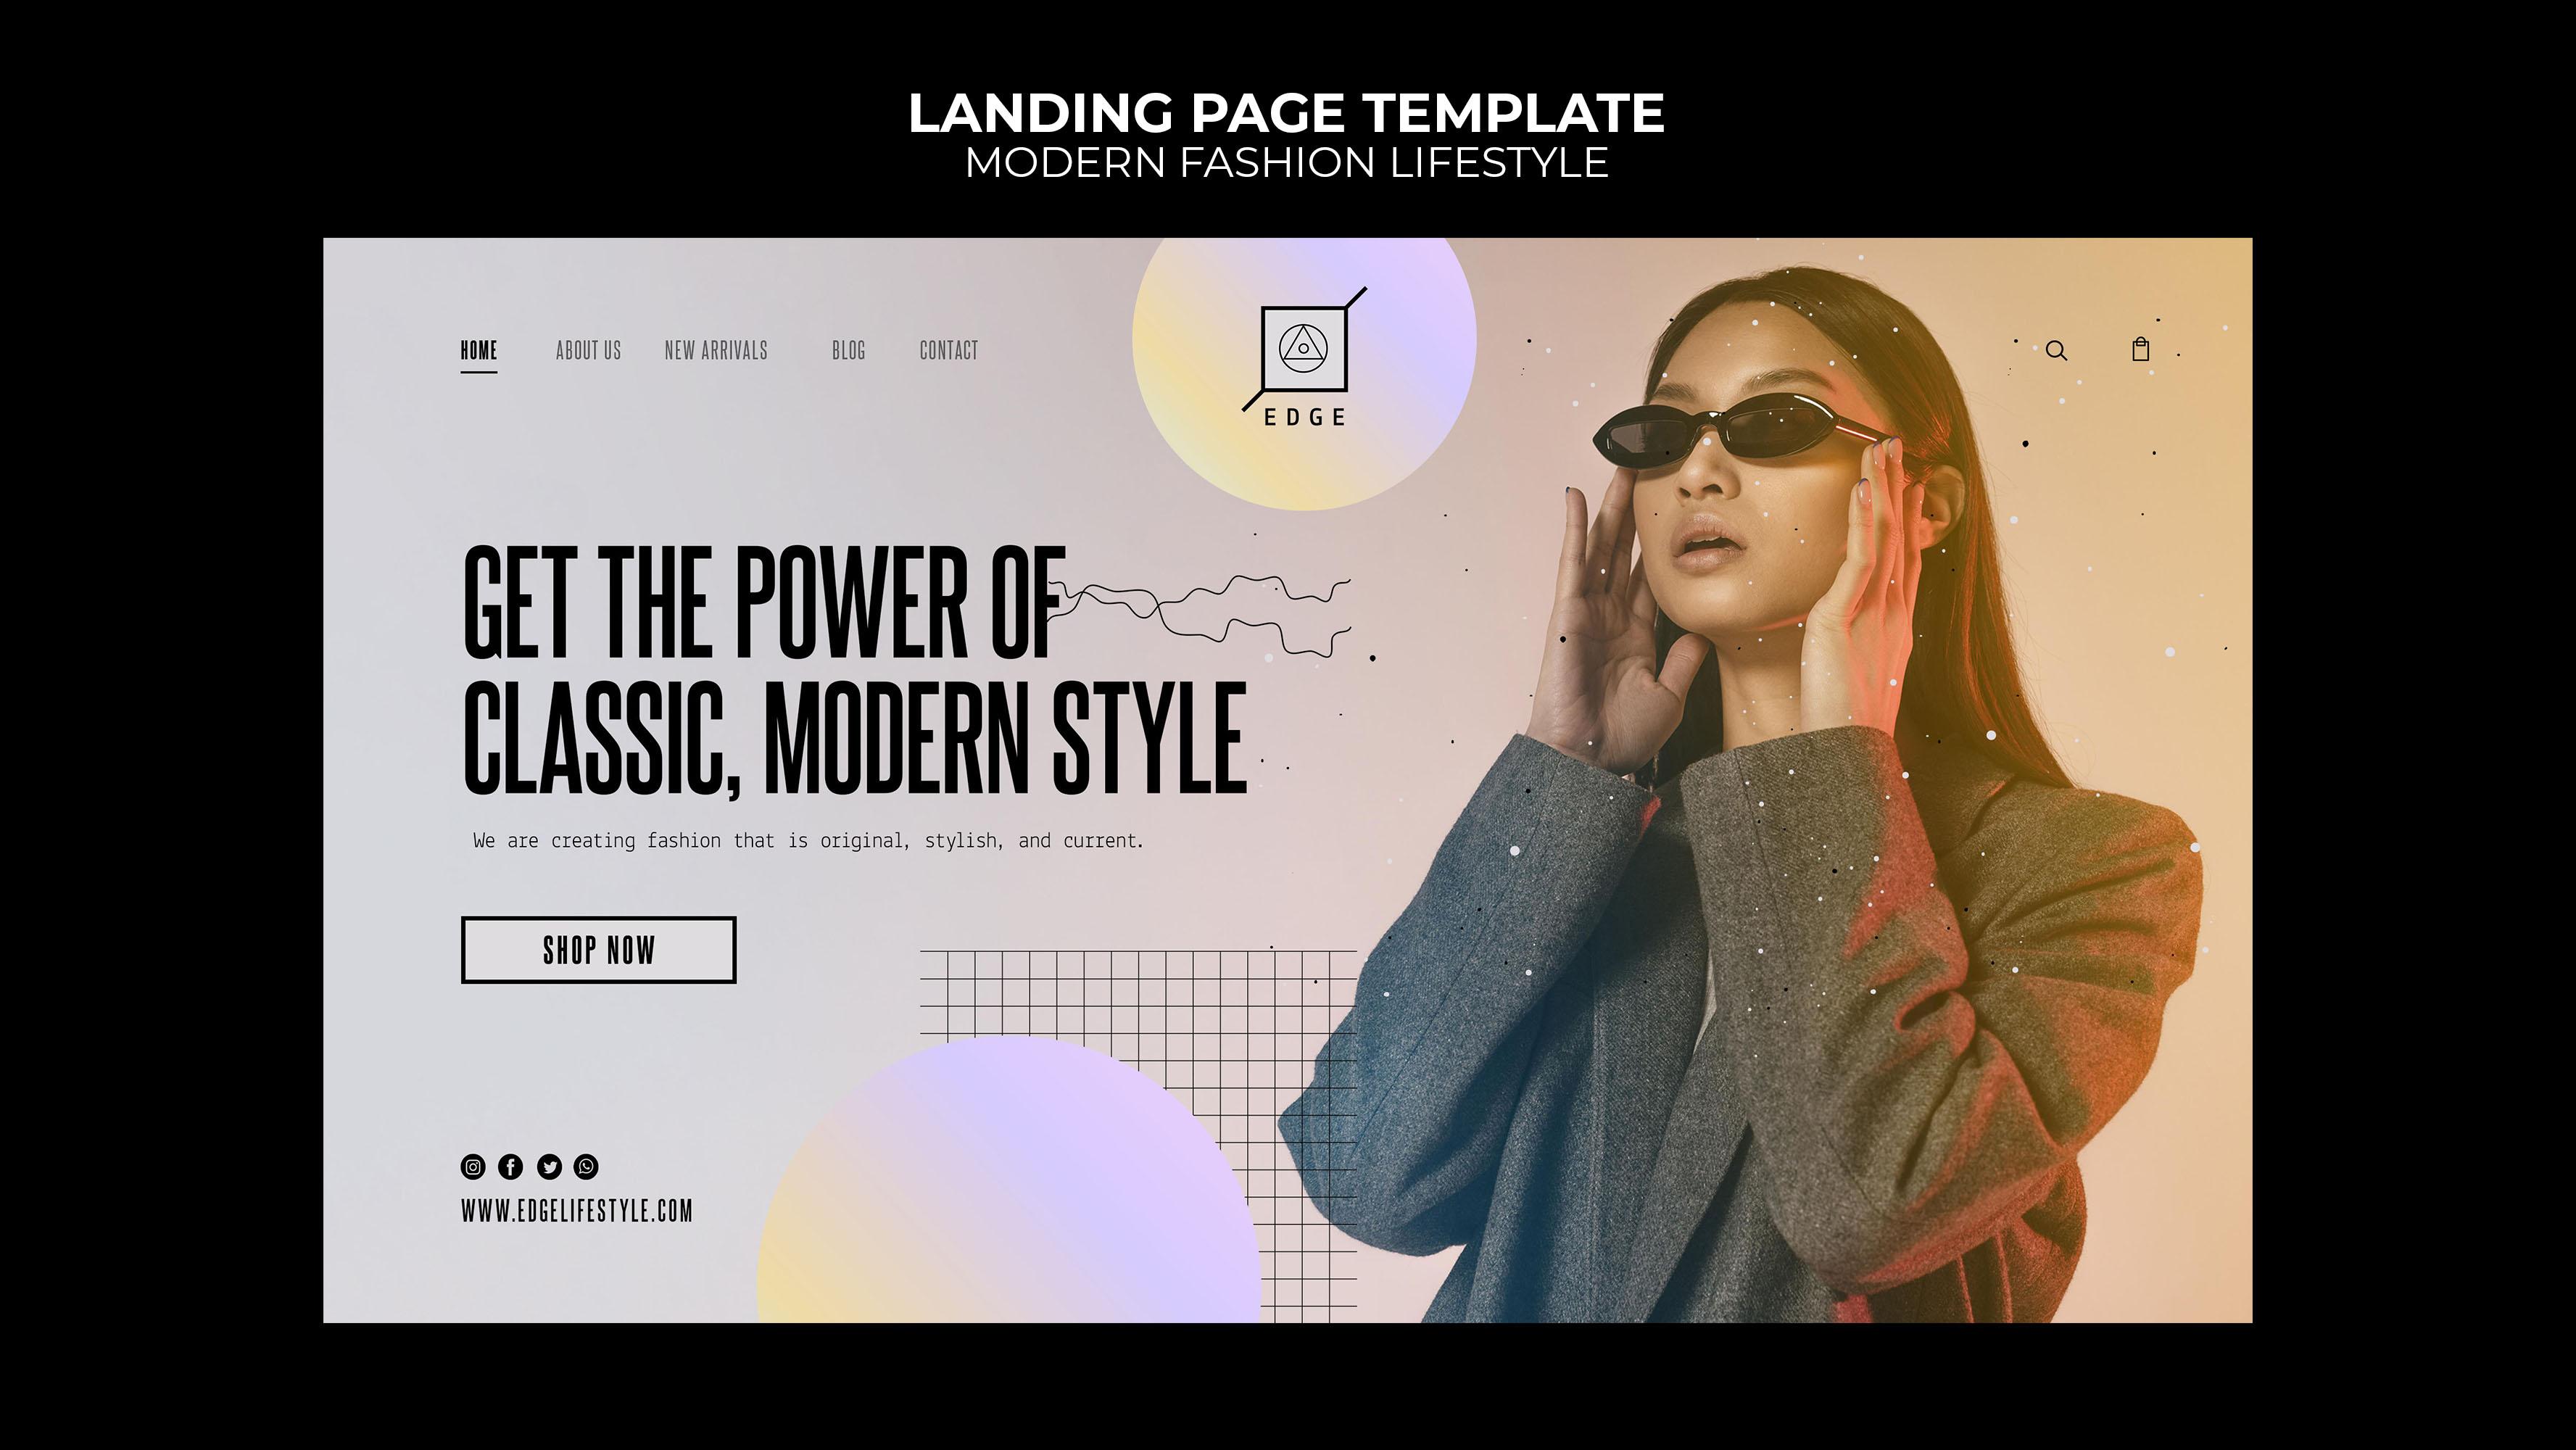 LANDING PAGE TEMPLATE
MODERN FASHION LIFESTYLE
HOME ABOUT US NEW ARRIVALS BLOG CONTACT
EDGE
GET THE POWER OF
CLASSIC, MODERN STYLE
We are creating fashion that is original, stylish, and current.
SHOP NOW
WWW.EDGELIFESTYLE.COM